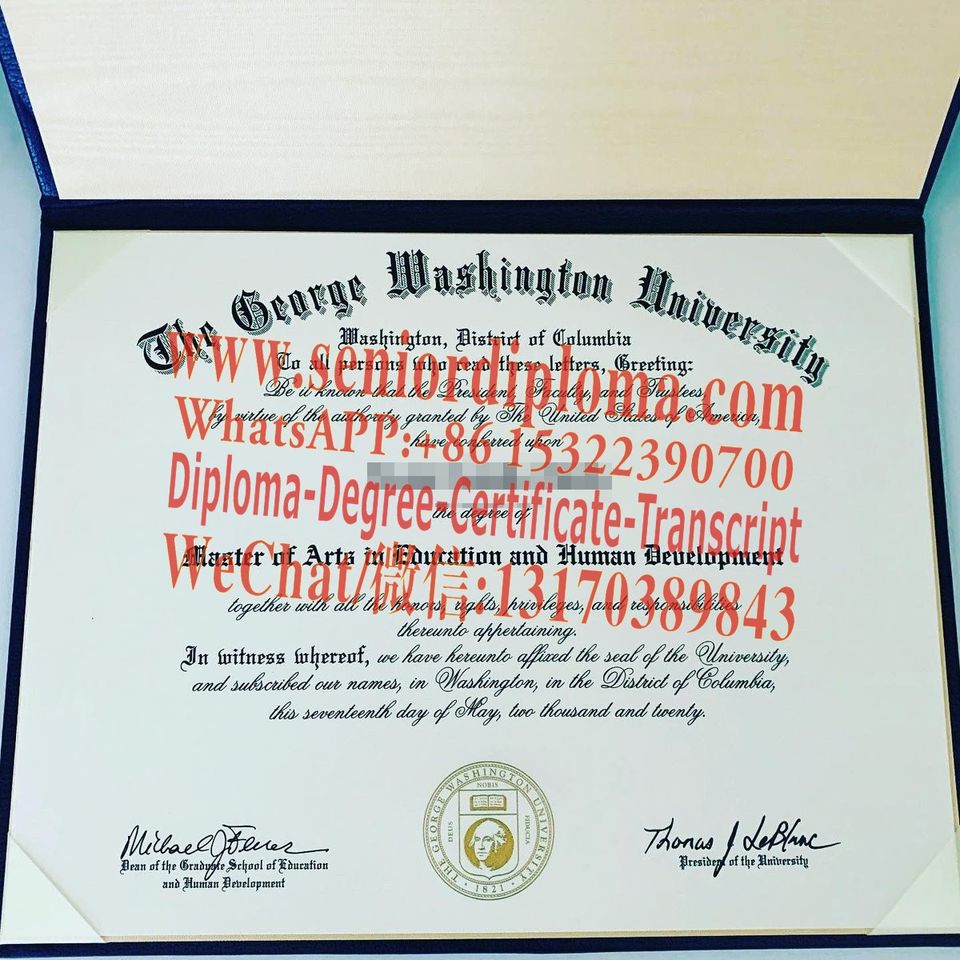 The George Washington University
Washington, District of Columbia
To all persons who read these letters, Greeting:
www.seniordiploma.com
Be it known that the President, Faculty, and Trustees,
by virtue of the authority granted by The United States of America,
WhatsAPP:+86 15322390700
have conferred upon
Diploma-Degree-Certificate-Transcript
the degree of
Master of Arts in Education and Human Development
WeChat/微信:13170389843
together with all the honors, rights, privileges, and responsibilities
thereunto appertaining.
In witness whereof, we have hereunto affixed the seal of the University,
and subscribed our names, in Washington, in the District of Columbia,
this seventeenth day of May, two thousand and twenty.
THE GEORGE WASHINGTON UNIVERSITY
NOBIS
DEUS
FIDUCIA
1821
Thomas J LeBlanc
Dean of the Graduate School of Education
and Human Development
President of the University